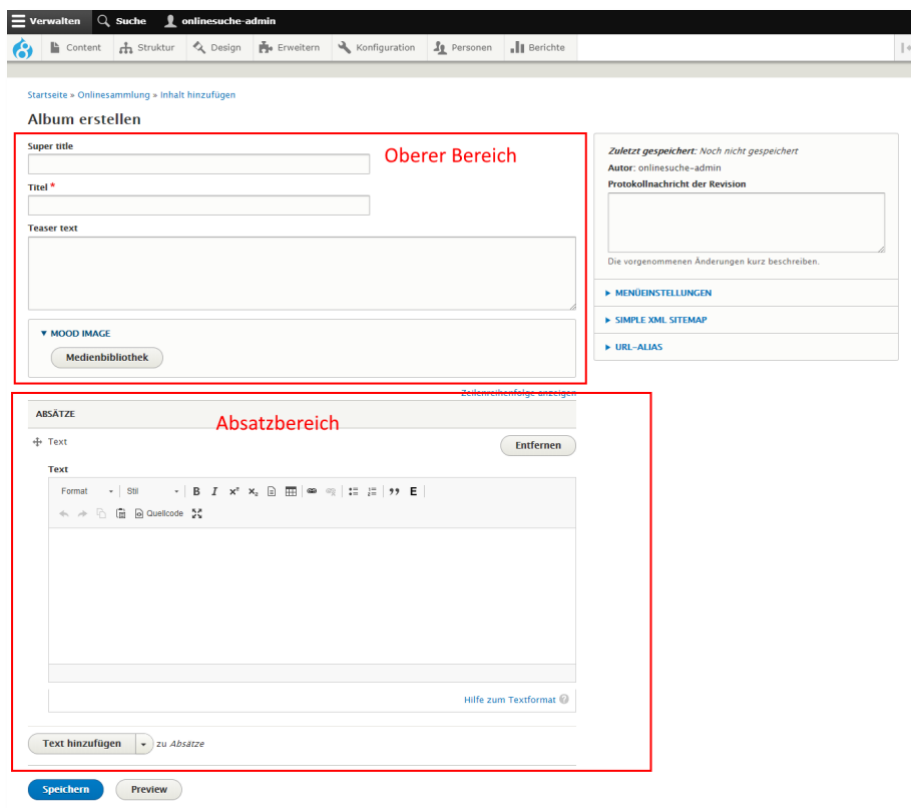 Verwalten Suche onlinesuche-admin
Content Struktur Design Erweitern Konfiguration Personen Berichte
Startseite » Onlinesammlung » Inhalt hinzufügen
Album erstellen
Super title
Oberer Bereich
Titel *
Teaser text
MOOD IMAGE
Medienbibliothek
Zuletzt gespeichert: Noch nicht gespeichert
Autor: onlinesuche-admin
Protokollnachricht der Revision
Die vorgenommenen Änderungen kurz beschreiben.
MENÜEINSTELLUNGEN
SIMPLE XML SITEMAP
URL-ALIAS
Zeilenreihenfolge anzeigen
ABSÄTZE
Absatzbereich
Text
Entfernen
Text
Format Stil B I x² x₂ E
Quellcode
Hilfe zum Textformat
Text hinzufügen zu Absätze
Speichern Preview